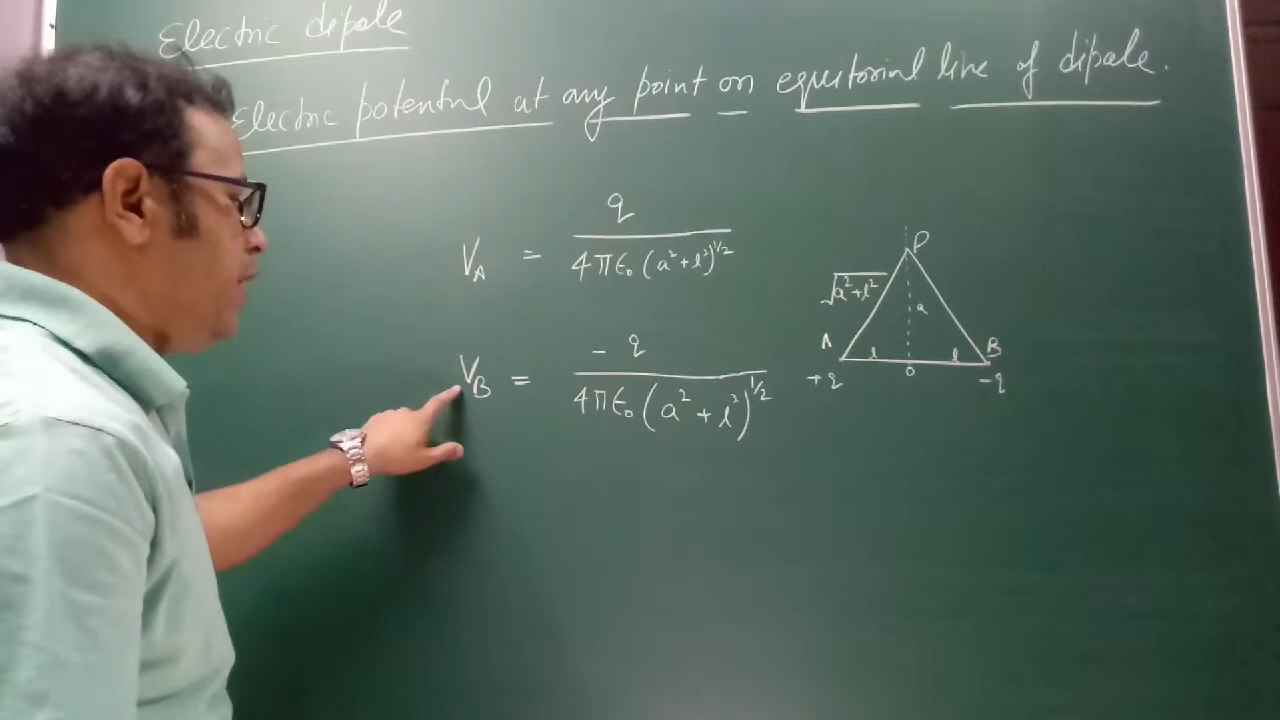 Electric dipole
Electric potential at any point on equitorial line of dipole.
V_A = q / 4πϵ₀(a²+l²)^1/2
V_B = -q / 4πϵ₀(a²+l²)^1/2
P
√a²+l²
a
A
l
l
B
+q
O
-q